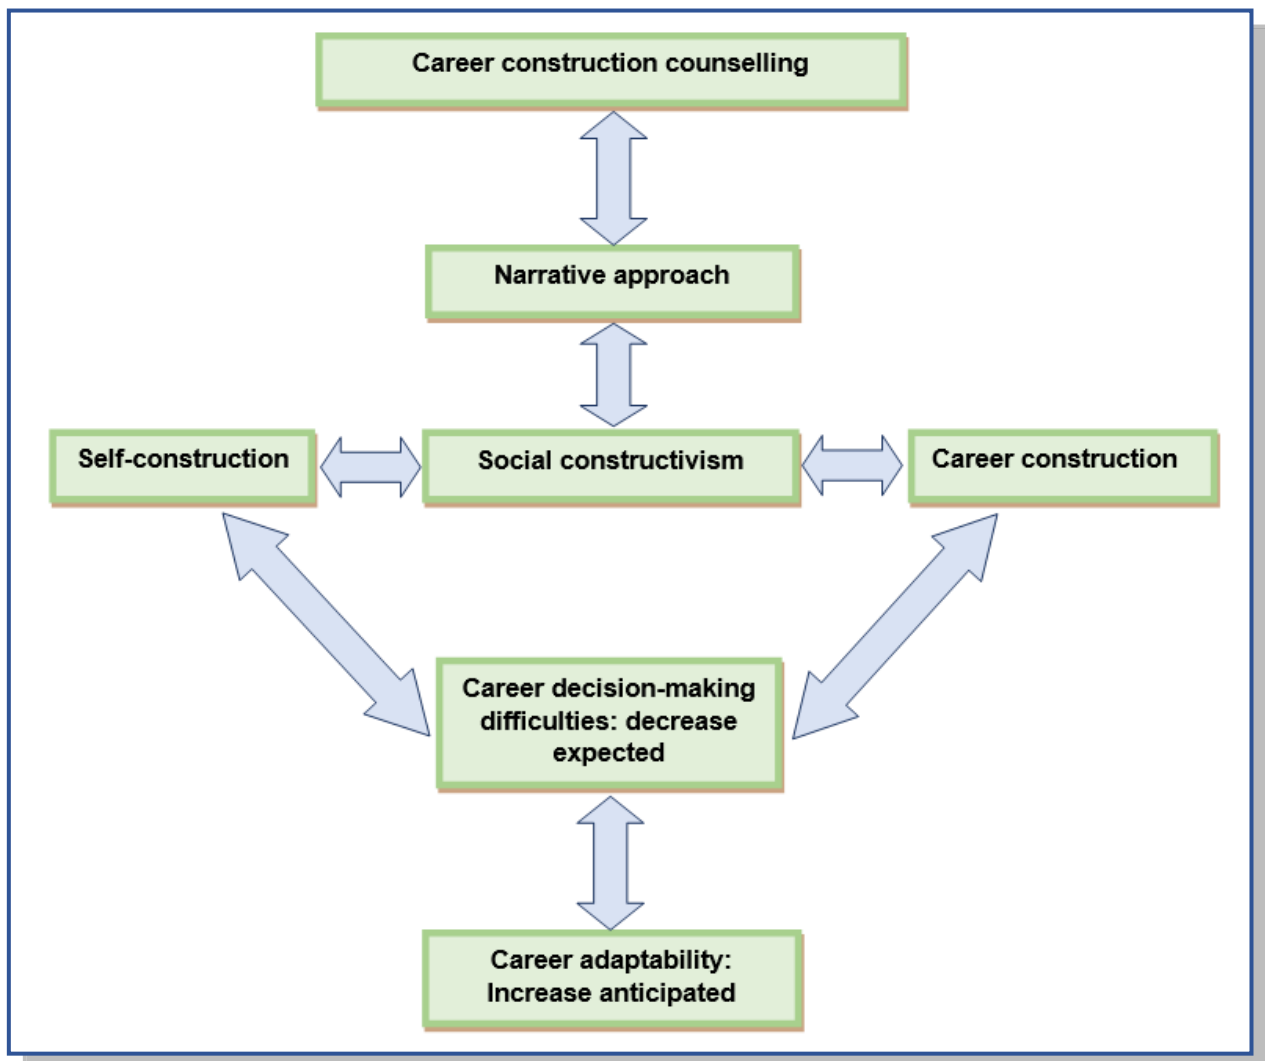 Career construction counselling
Narrative approach
Self-construction
Social constructivism
Career construction
Career decision-making
difficulties: decrease
expected
Career adaptability:
Increase anticipated